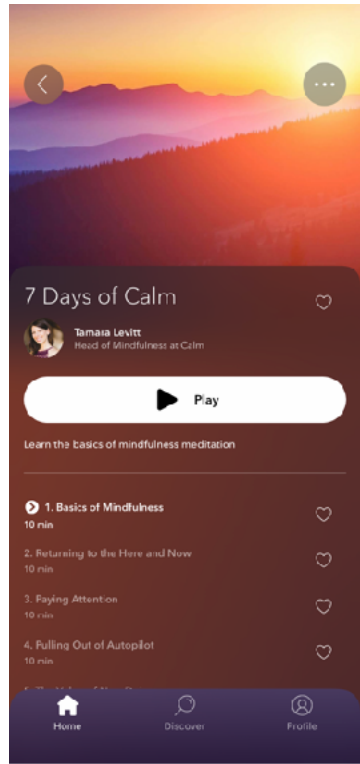 7 Days of Calm
Tamara Levitt
Head of Mindfulness at Calm
Play
Learn the basics of mindfulness meditation
1. Basics of Mindfulness
10 min
2. Returning to the Here and Now
10 min
3. Paying Attention
10 min
4. Pulling Out of Autopilot
10 min
Home
Discover
Profile